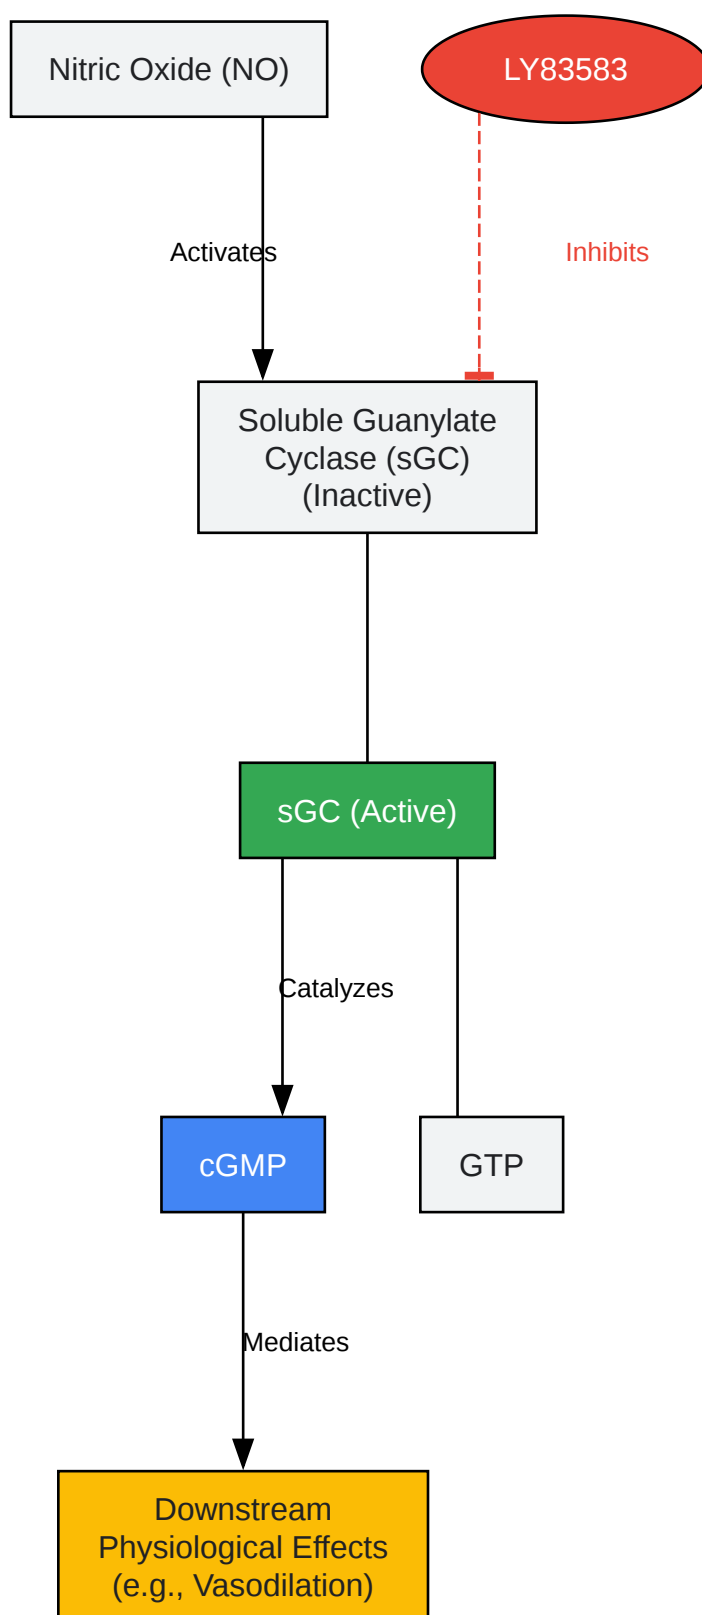 Nitric Oxide (NO)
LY83583
Activates
Inhibits
Soluble Guanylate
Cyclase (sGC)
(Inactive)
sGC (Active)
Catalyzes
cGMP
GTP
Mediates
Downstream
Physiological Effects
(e.g., Vasodilation)